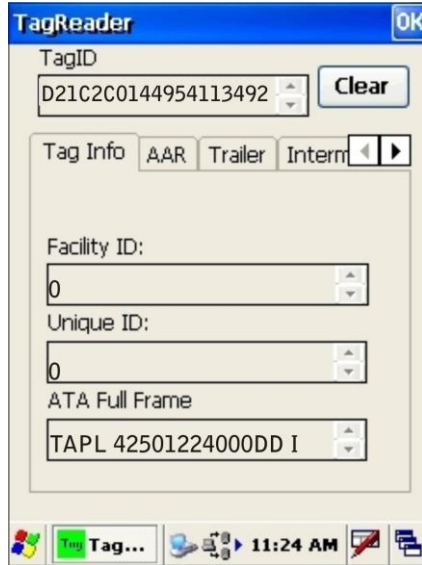 TagReader OK
TagID
D21C2C0144954113492
Clear
Tag Info AAR Trailer Interm
Facility ID:
0
Unique ID:
0
ATA Full Frame
TAPL 42501224000DD I
Tag... 11:24 AM